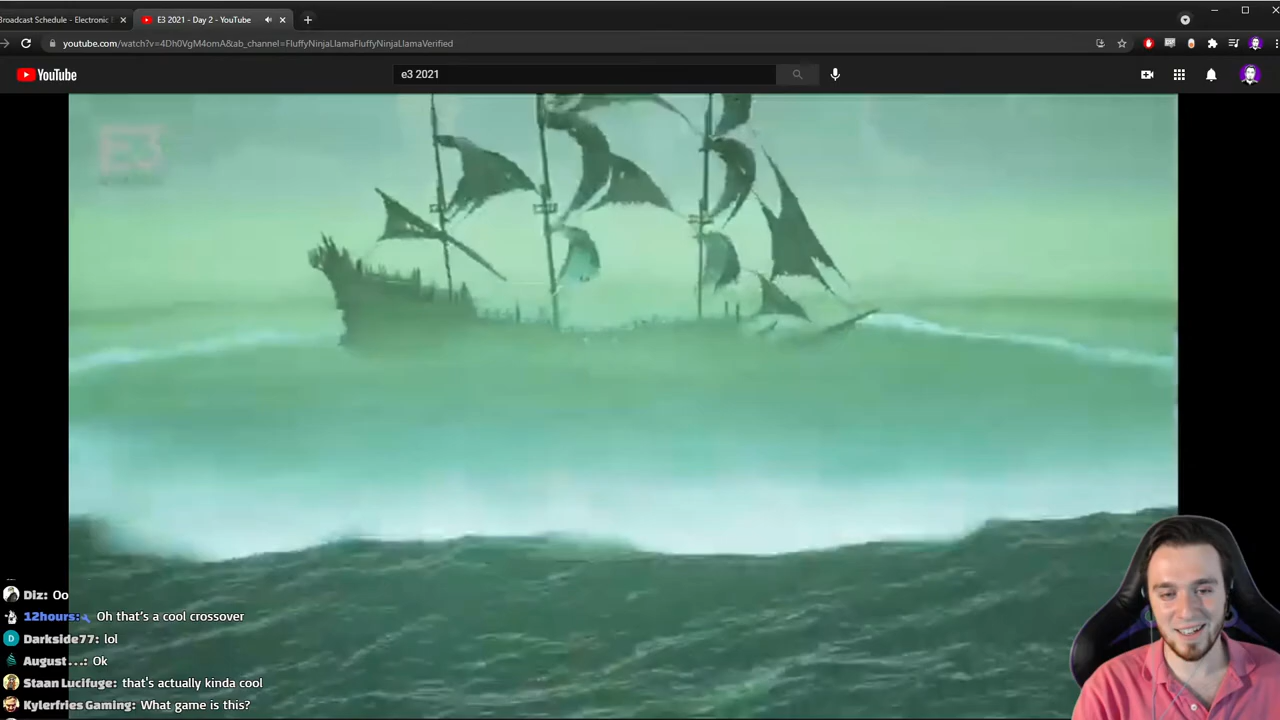 Broadcast Schedule - Electronic
E3 2021 - Day 2 - YouTube
youtube.com/watch?v=4Dh0VgM4omA&ab_channel=FluffyNinjaLlamaFluffyNinjaLlamaVerified
YouTube
e3 2021
E3
Diz: Oo
12hours: Oh that's a cool crossover
D Darkside77: lol
August ...: Ok
Staan Lucifuge: that's actually kinda cool
Kylerfries Gaming: What game is this?